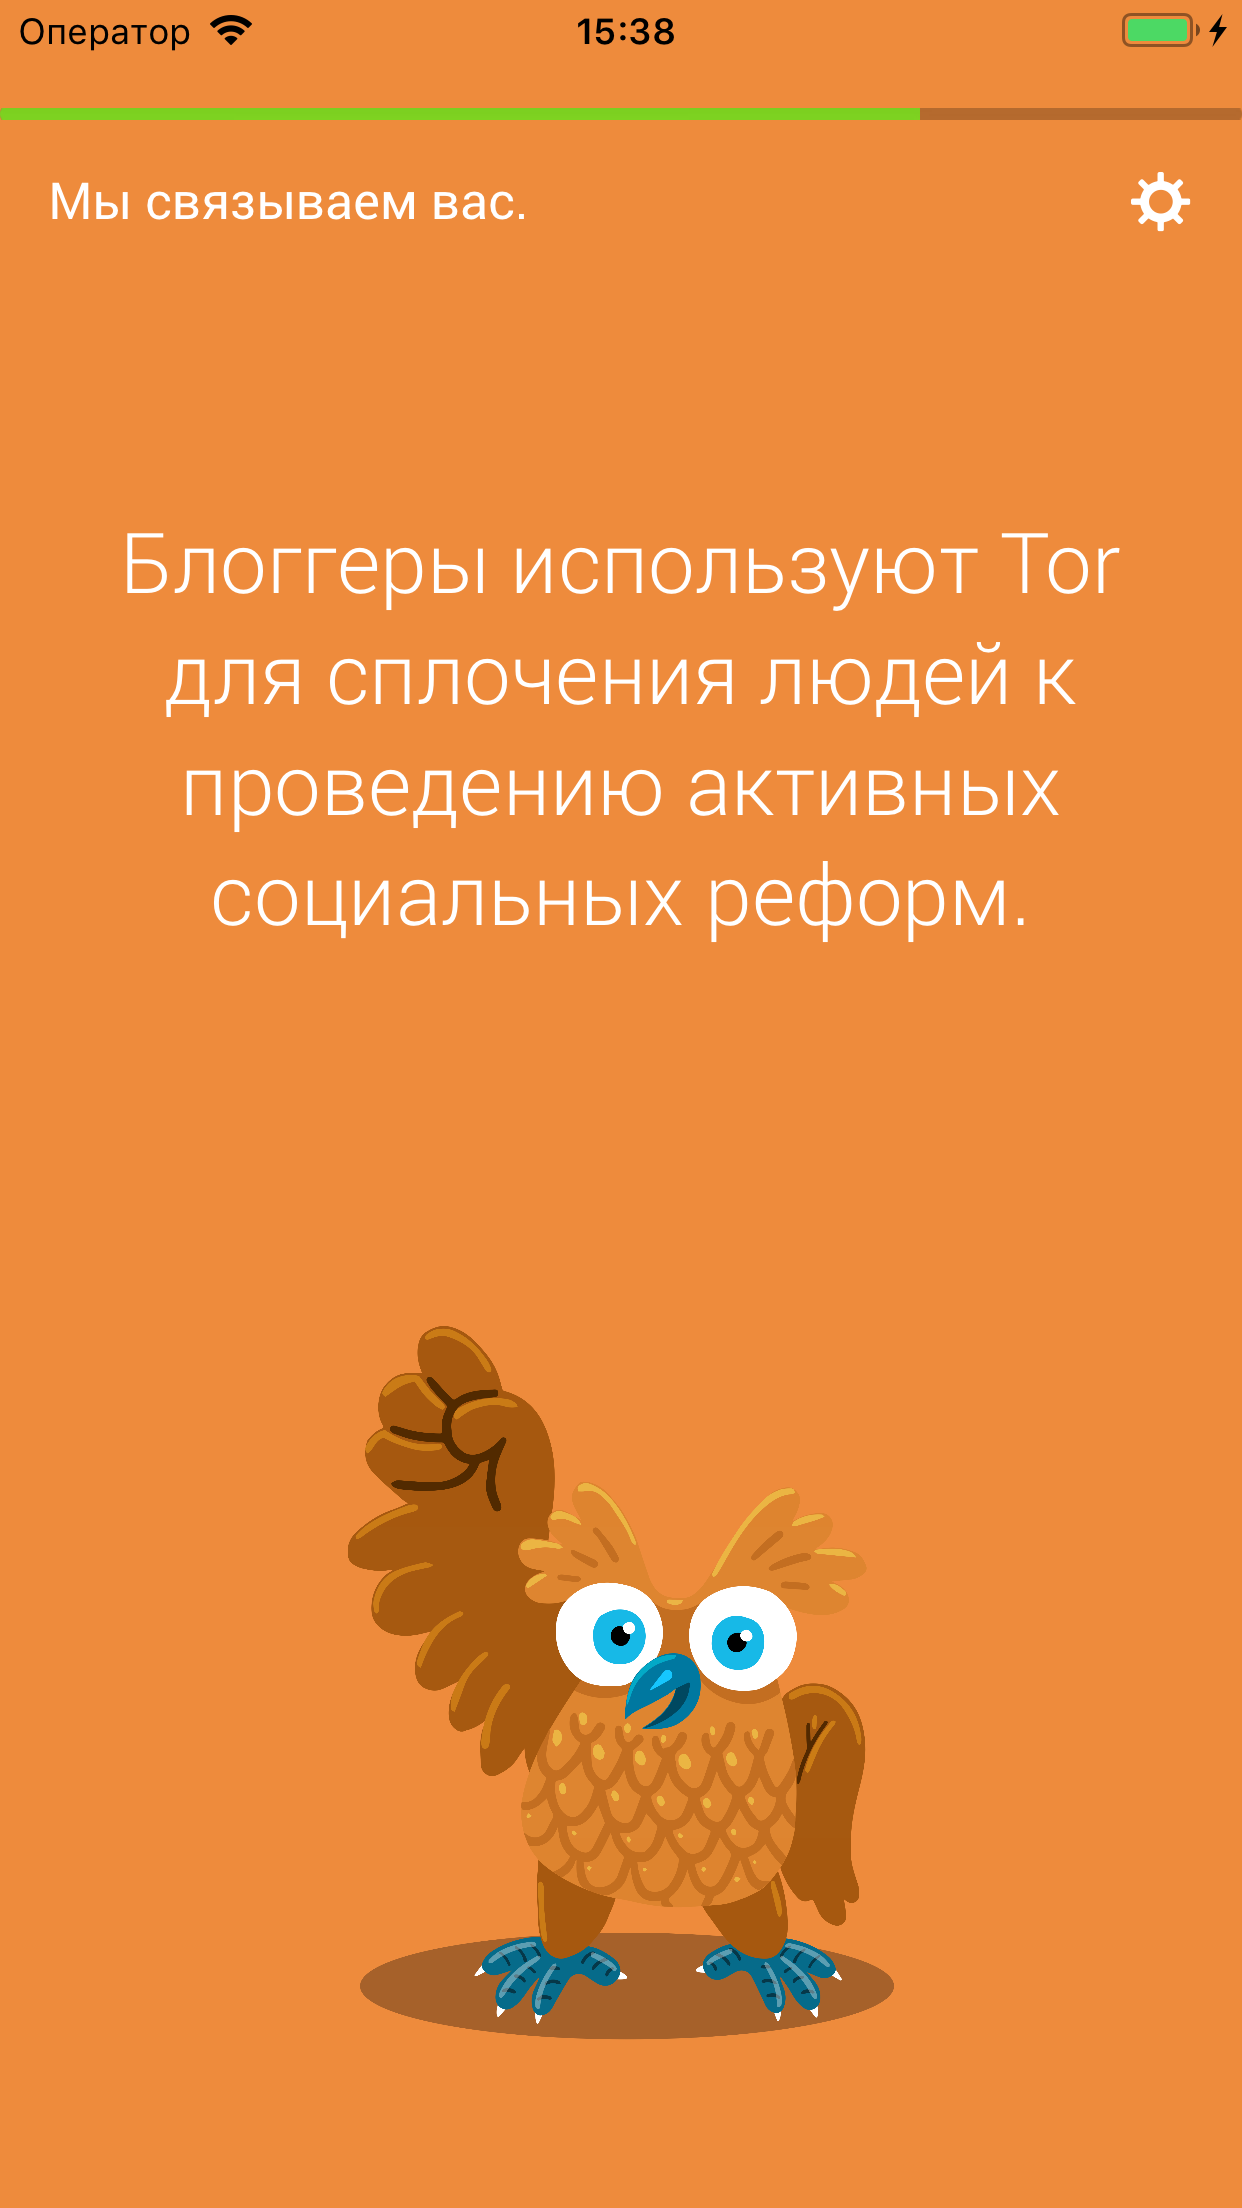 Оператор 15:38
Мы связываем вас.
Блоггеры используют Tor
для сплочения людей к
проведению активных
социальных реформ.